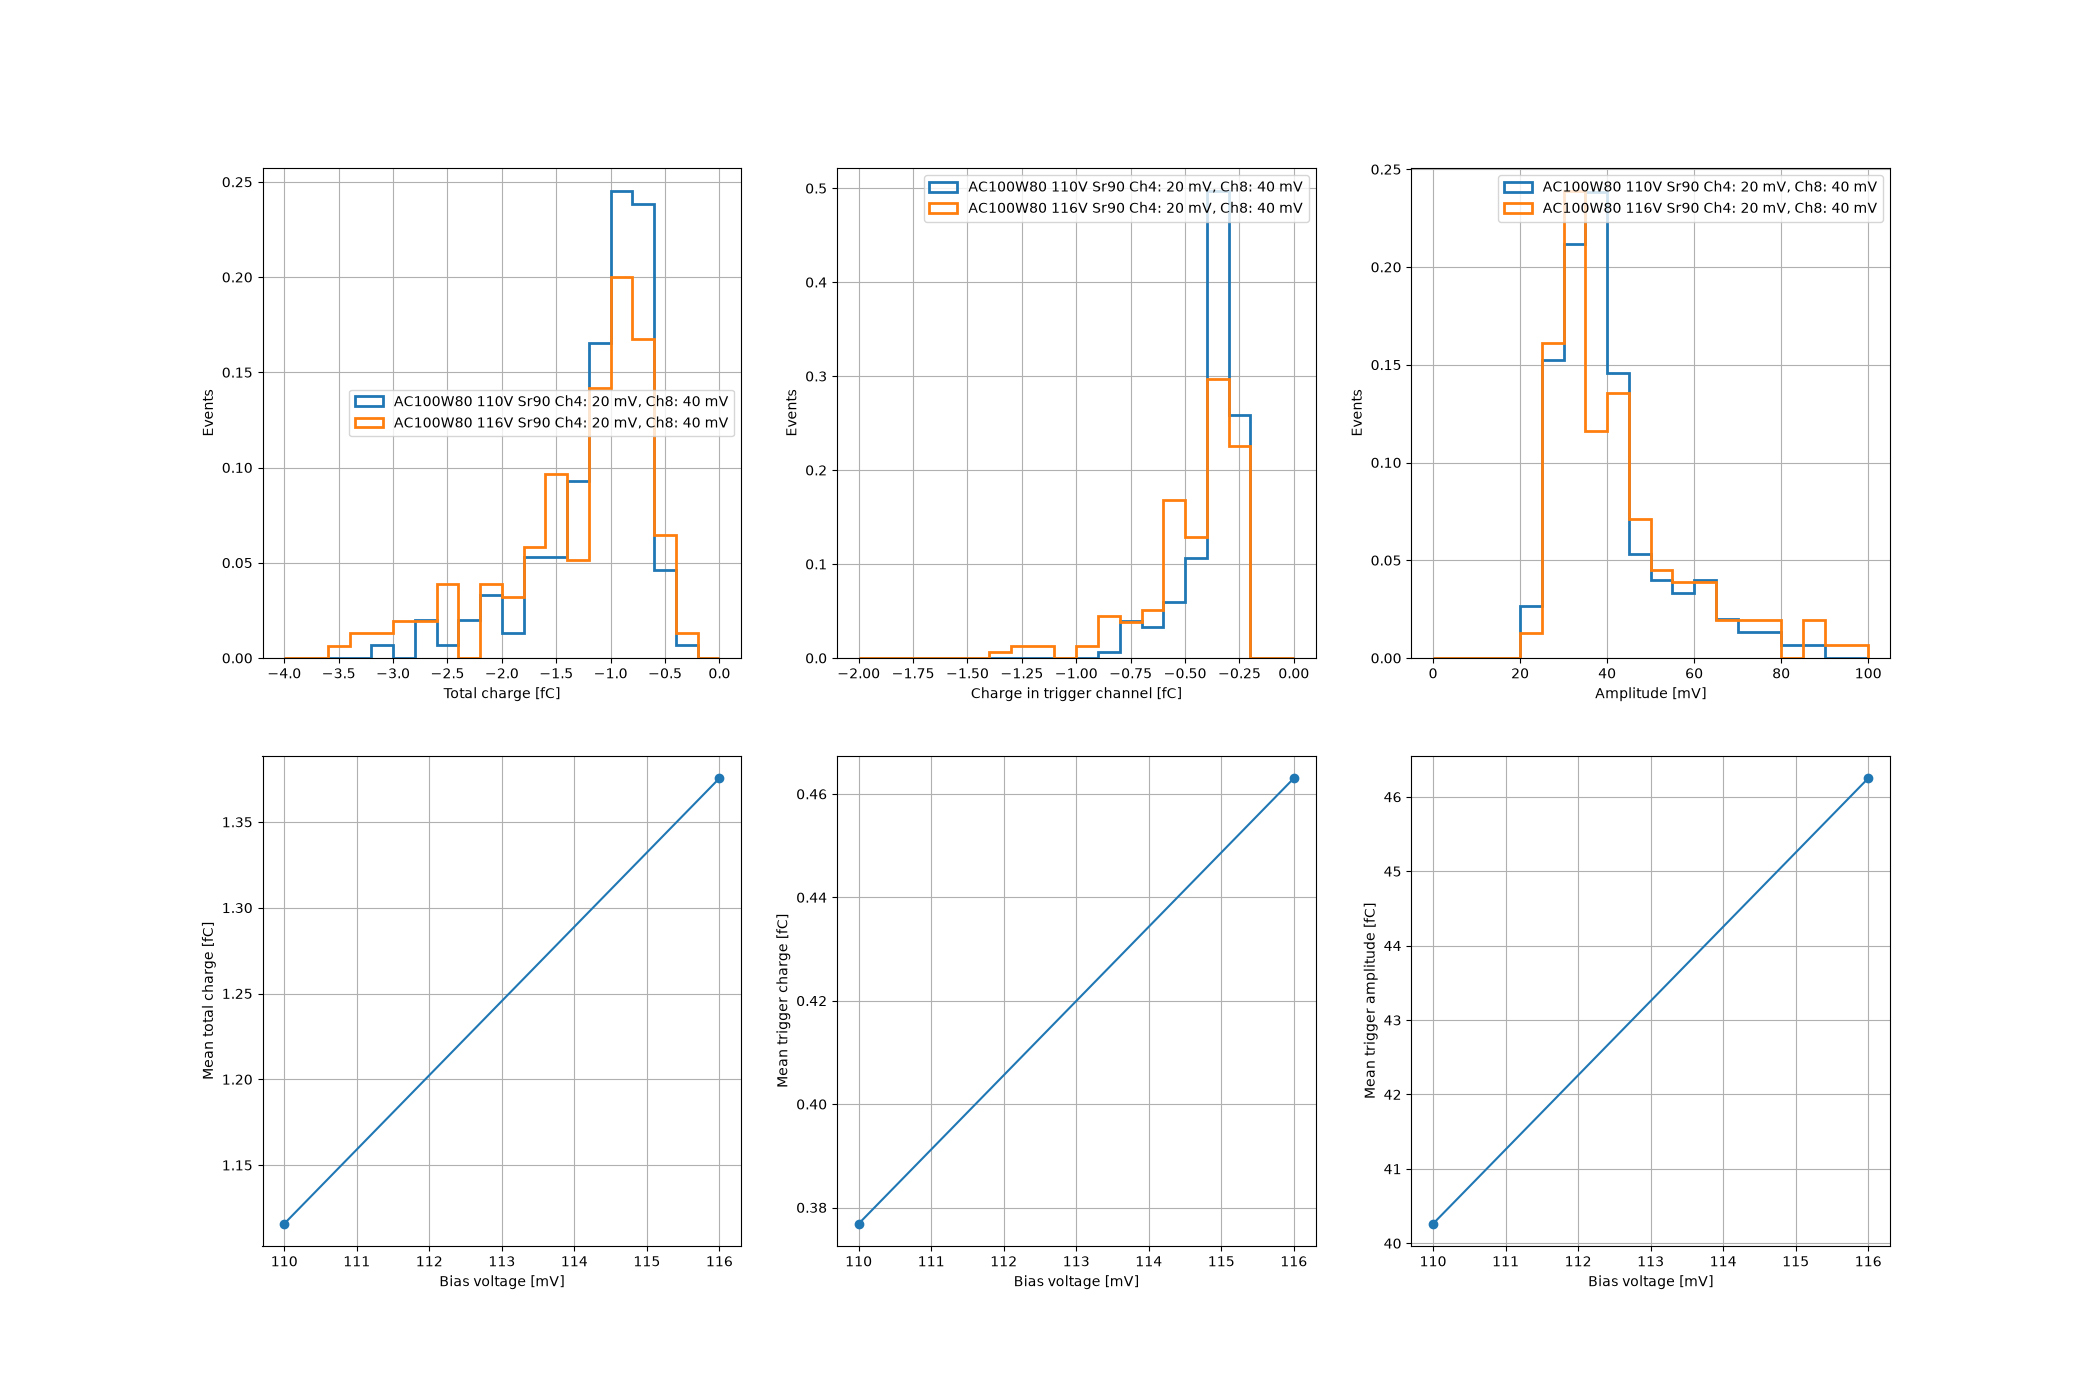 0.25
0.20
0.15
0.10
0.05
0.00
Events
−4.0 −3.5 −3.0 −2.5 −2.0 −1.5 −1.0 −0.5 0.0
Total charge [fC]
AC100W80 110V Sr90 Ch4: 20 mV, Ch8: 40 mV
AC100W80 116V Sr90 Ch4: 20 mV, Ch8: 40 mV
0.5
0.4
0.3
0.2
0.1
0.0
Events
−2.00 −1.75 −1.50 −1.25 −1.00 −0.75 −0.50 −0.25 0.00
Charge in trigger channel [fC]
AC100W80 110V Sr90 Ch4: 20 mV, Ch8: 40 mV
AC100W80 116V Sr90 Ch4: 20 mV, Ch8: 40 mV
0.25
0.20
0.15
0.10
0.05
0.00
Events
0 20 40 60 80 100
Amplitude [mV]
AC100W80 110V Sr90 Ch4: 20 mV, Ch8: 40 mV
AC100W80 116V Sr90 Ch4: 20 mV, Ch8: 40 mV
1.35
1.30
1.25
1.20
1.15
Mean total charge [fC]
110 111 112 113 114 115 116
Bias voltage [mV]
0.46
0.44
0.42
0.40
0.38
Mean trigger charge [fC]
110 111 112 113 114 115 116
Bias voltage [mV]
46
45
44
43
42
41
40
Mean trigger amplitude [fC]
110 111 112 113 114 115 116
Bias voltage [mV]